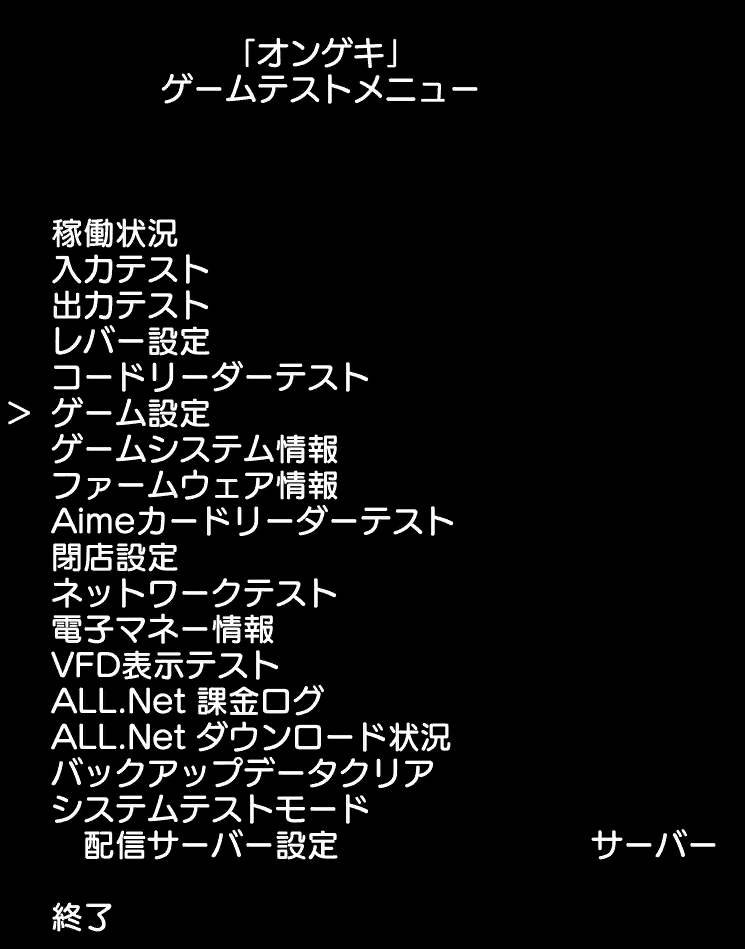 「オンゲキ」
ゲームテストメニュー
稼働状況
入力テスト
出力テスト
レバー設定
コードリーダーテスト
> ゲーム設定
ゲームシステム情報
ファームウェア情報
Aimeカードリーダーテスト
閉店設定
ネットワークテスト
電子マネー情報
VFD表示テスト
ALL.Net 課金ログ
ALL.Net ダウンロード状況
バックアップデータクリア
システムテストモード
配信サーバー設定 サーバー
終了